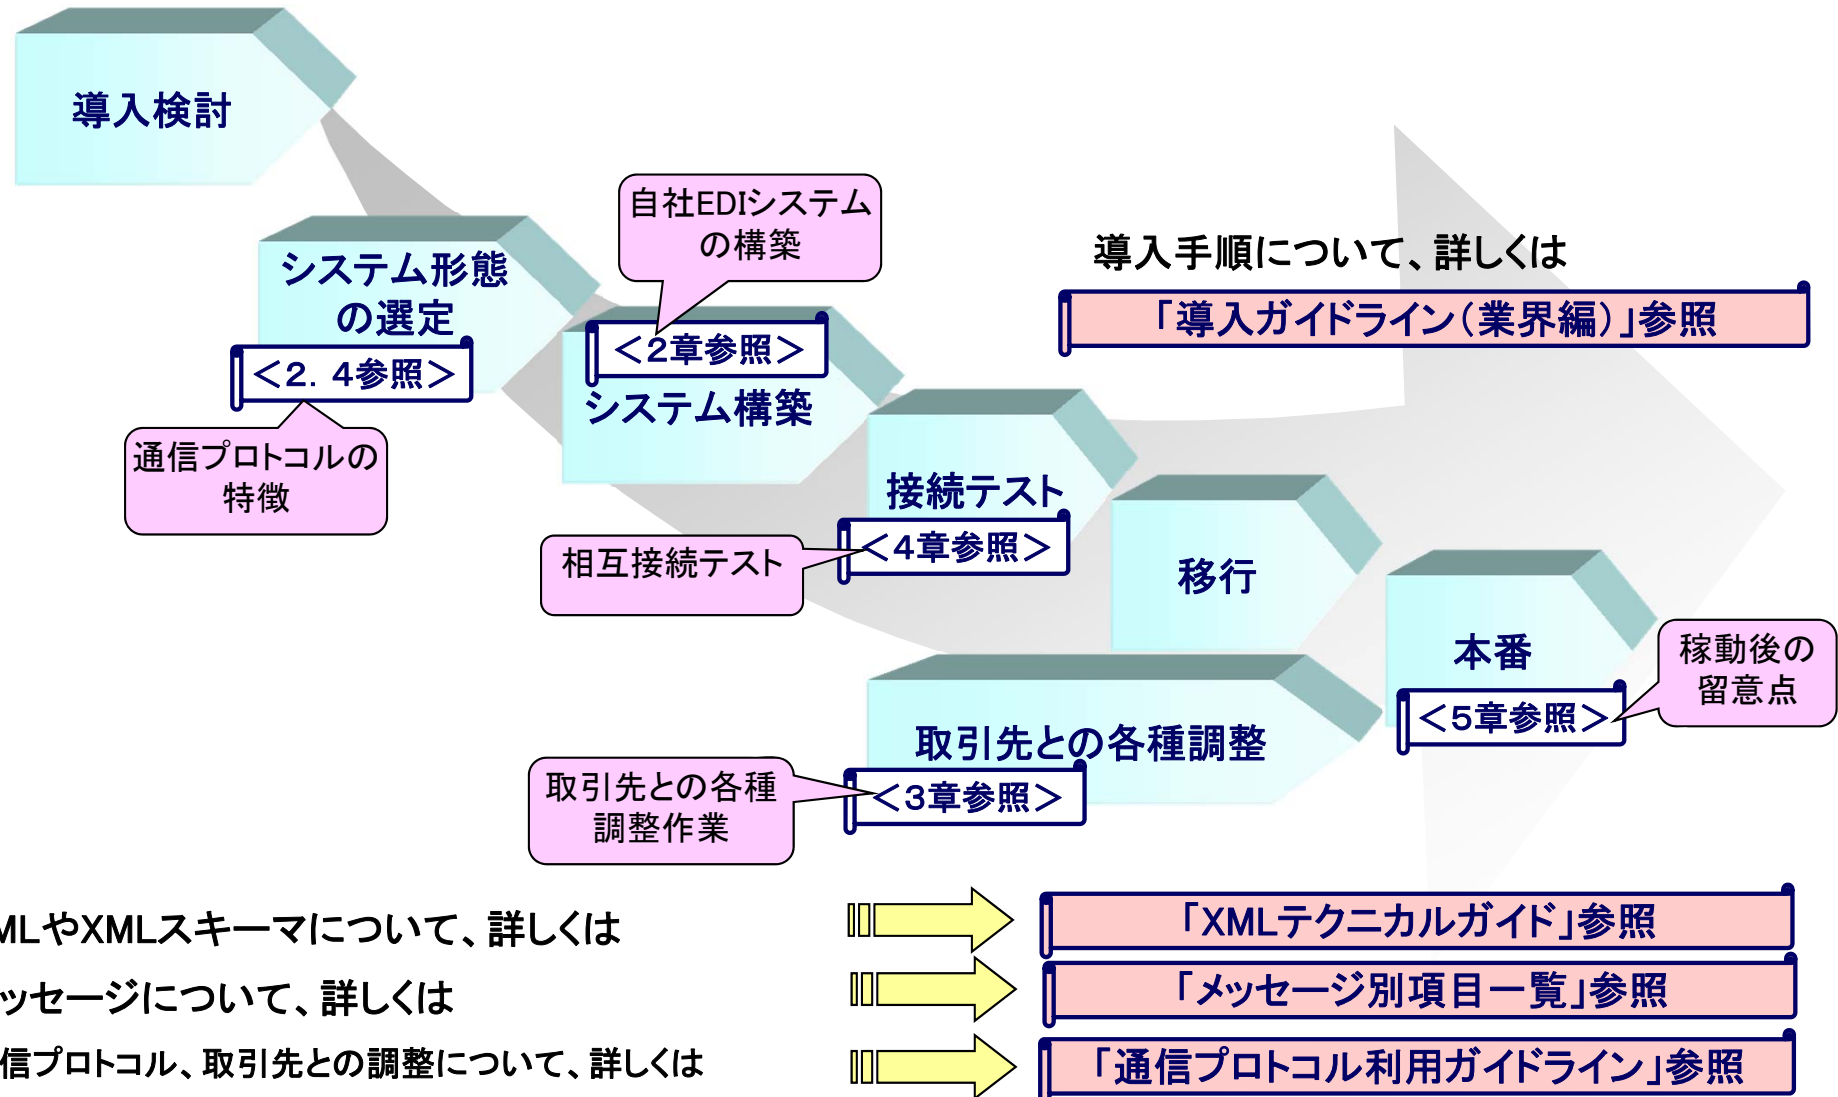 導入検討
自社EDIシステム
の構築
システム形態
の選定
<2.4参照>
通信プロトコルの
特徴
<2章参照>
システム構築
導入手順について、詳しくは
「導入ガイドライン(業界編)」参照
接続テスト
<4章参照>
相互接続テスト
移行
本番
<5章参照>
稼動後の
留意点
取引先との各種調整
<3章参照>
取引先との各種
調整作業
MLやXMLスキーマについて、詳しくは
「XMLテクニカルガイド」参照
ッセージについて、詳しくは
「メッセージ別項目一覧」参照
信プロトコル、取引先との調整について、詳しくは
「通信プロトコル利用ガイドライン」参照